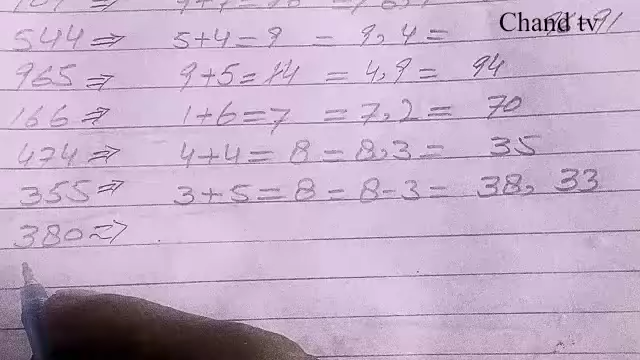 544 ⇒ 5+4=9 = 9,4 = 91
Chand tv
965 ⇒ 9+5=14 = 4,9 = 94
166 ⇒ 1+6=7 = 7,2 = 70
474 ⇒ 4+4= 8 = 8,3 = 35
355 ⇒ 3+5=8=8-3= 38, 33
380 ⇒